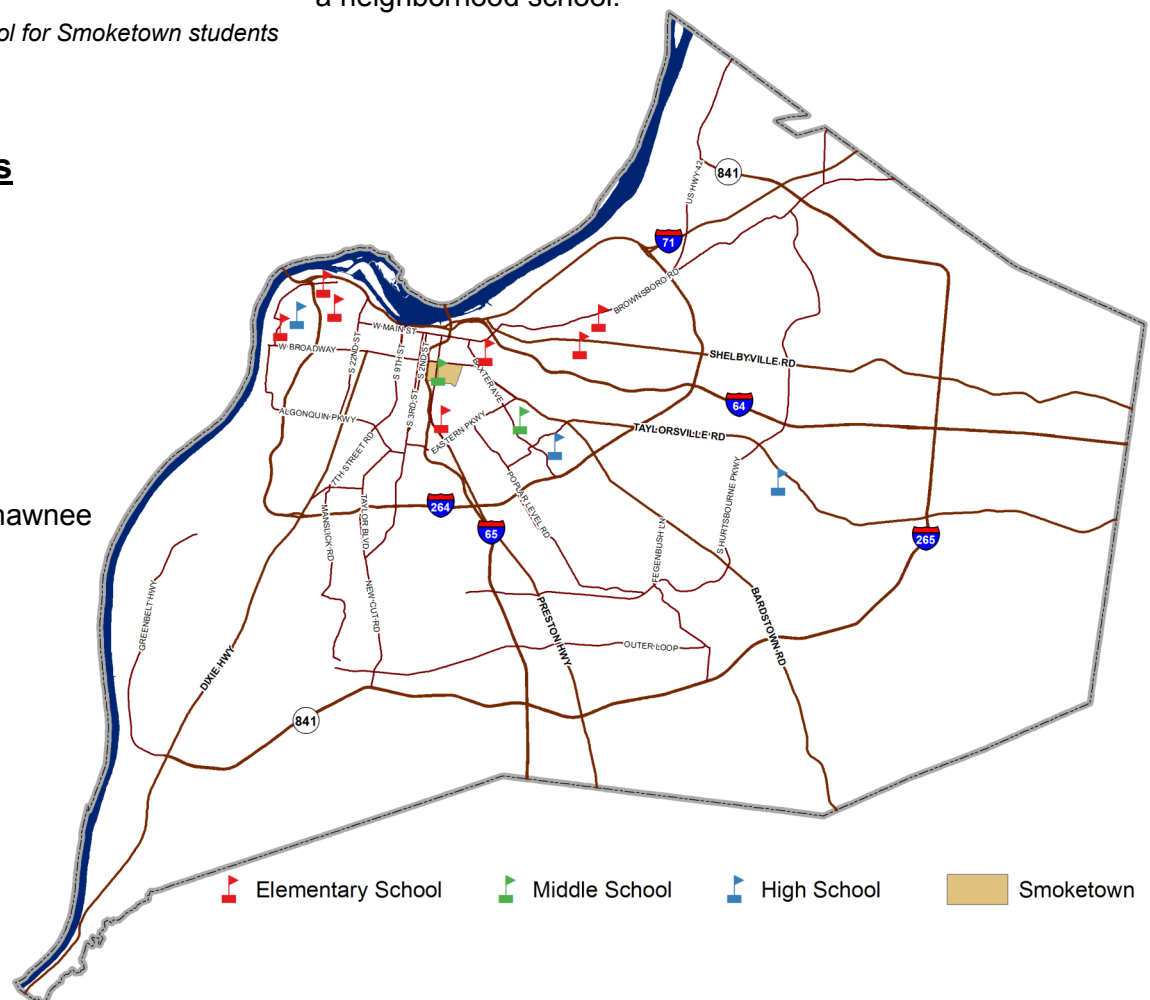 a neighborhood school.
ol for Smoketown students
s
nawnee
841
US HWY 42
71
BROWNSBORO RD
W MAIN ST
W BROADWAY
S 22ND ST
S 9TH ST
S 2ND ST
S 3RD ST
BAXTER AVE
SHELBYVILLE RD
64
ALGONQUIN PKWY
EASTERN PKWY
TAYLORSVILLE RD
7TH STREET RD
POPLAR LEVEL RD
S HURTSBOURNE PKWY
264
65
265
MANSLICK RD
TAYLOR BLVD
FEGENBUSH LN
NEW CUT RD
GREENBELT HWY
PRESTON HWY
BARDSTOWN RD
OUTER LOOP
DIXIE HWY
841
Elementary School
Middle School
High School
Smoketown